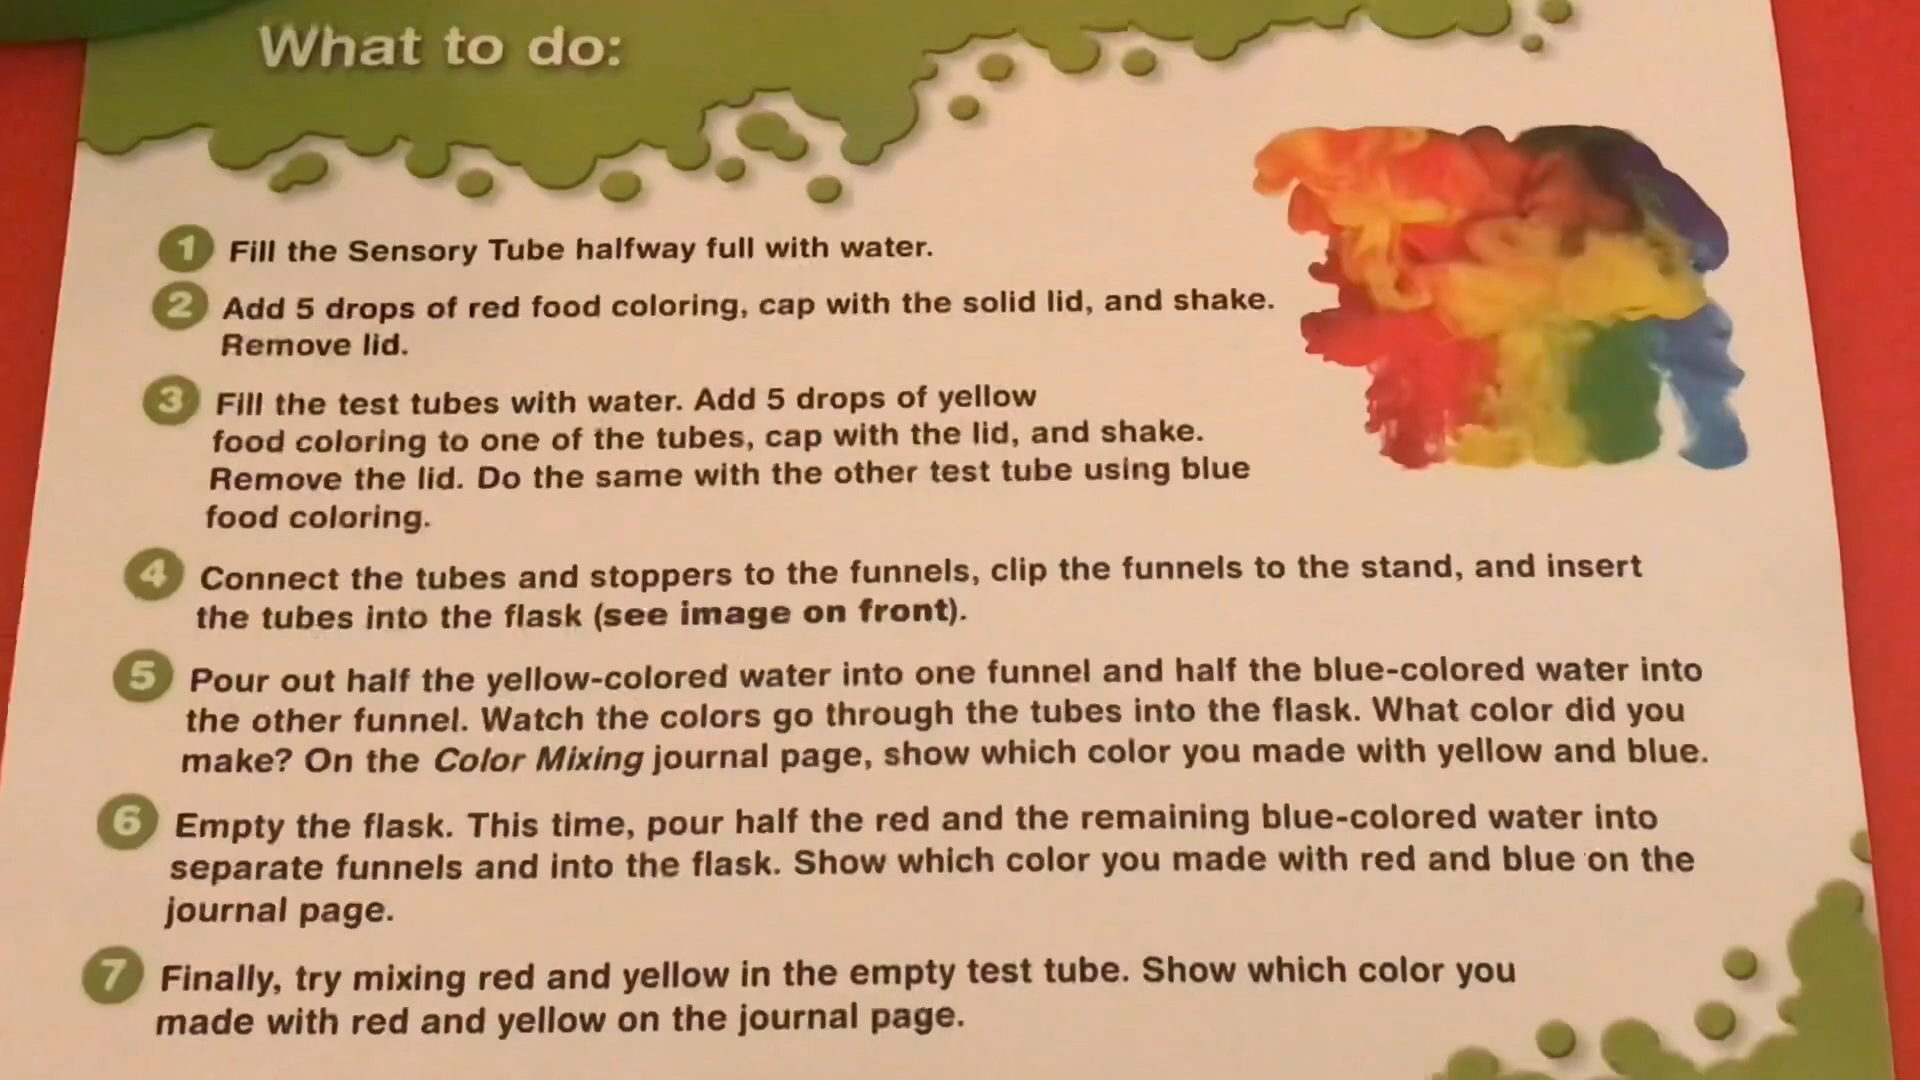 What to do:
1 Fill the Sensory Tube halfway full with water.
2 Add 5 drops of red food coloring, cap with the solid lid, and shake.
Remove lid.
3 Fill the test tubes with water. Add 5 drops of yellow
food coloring to one of the tubes, cap with the lid, and shake.
Remove the lid. Do the same with the other test tube using blue
food coloring.
4 Connect the tubes and stoppers to the funnels, clip the funnels to the stand, and insert
the tubes into the flask (see image on front).
5 Pour out half the yellow-colored water into one funnel and half the blue-colored water into
the other funnel. Watch the colors go through the tubes into the flask. What color did you
make? On the Color Mixing journal page, show which color you made with yellow and blue.
6 Empty the flask. This time, pour half the red and the remaining blue-colored water into
separate funnels and into the flask. Show which color you made with red and blue on the
journal page.
7 Finally, try mixing red and yellow in the empty test tube. Show which color you
made with red and yellow on the journal page.